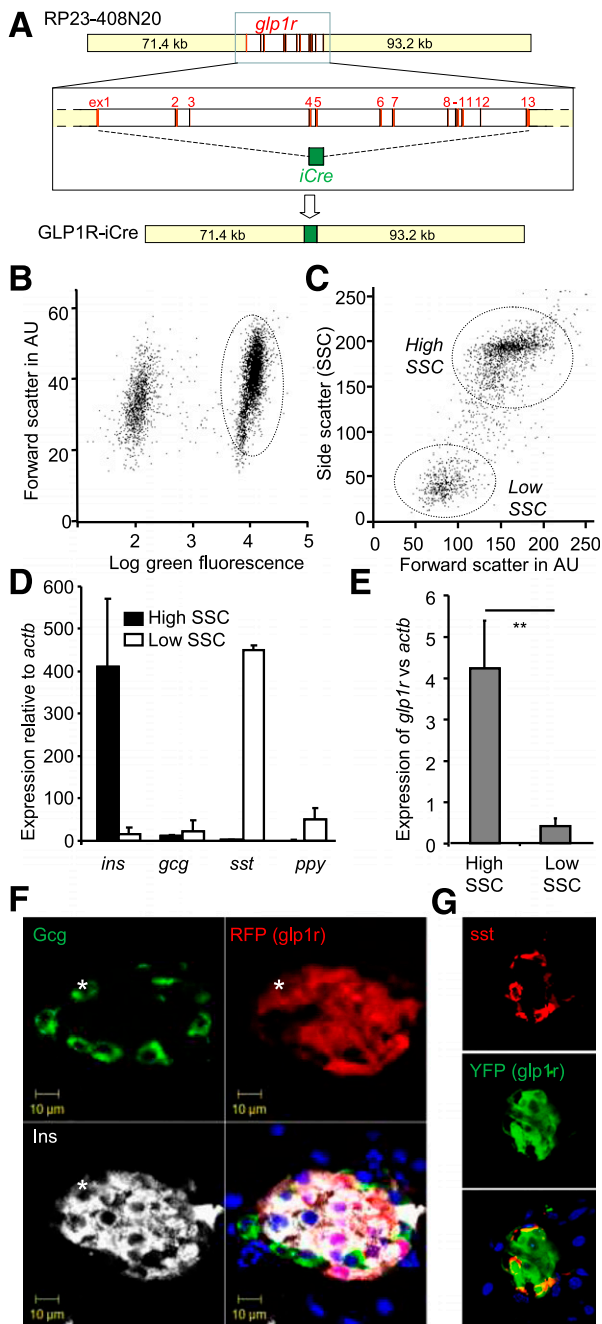 A
RP23-408N20
glp1r
71.4 kb
93.2 kb
ex1 2 3 4 5 6 7 8 - 11 12 13
iCre
GLP1R-iCre
71.4 kb
93.2 kb
B
Forward scatter in AU
60
40
20
0
1 2 3 4 5
Log green fluorescence
C
Side scatter (SSC)
250
200
150
100
50
0
High
SSC
Low
SSC
0 50 100 150 200 250
Forward scatter in AU
D
Expression relative to actb
600
500
400
300
200
100
0
High SSC
Low SSC
ins gcg sst ppy
E
Expression of glp1r vs actb
6
5
4
3
2
1
0
**
High
SSC
Low
SSC
F
Gcg
*
10 µm
RFP (glp1r)
*
10 µm
Ins
*
10 µm
10 µm
G
sst
YFP (glp1r)